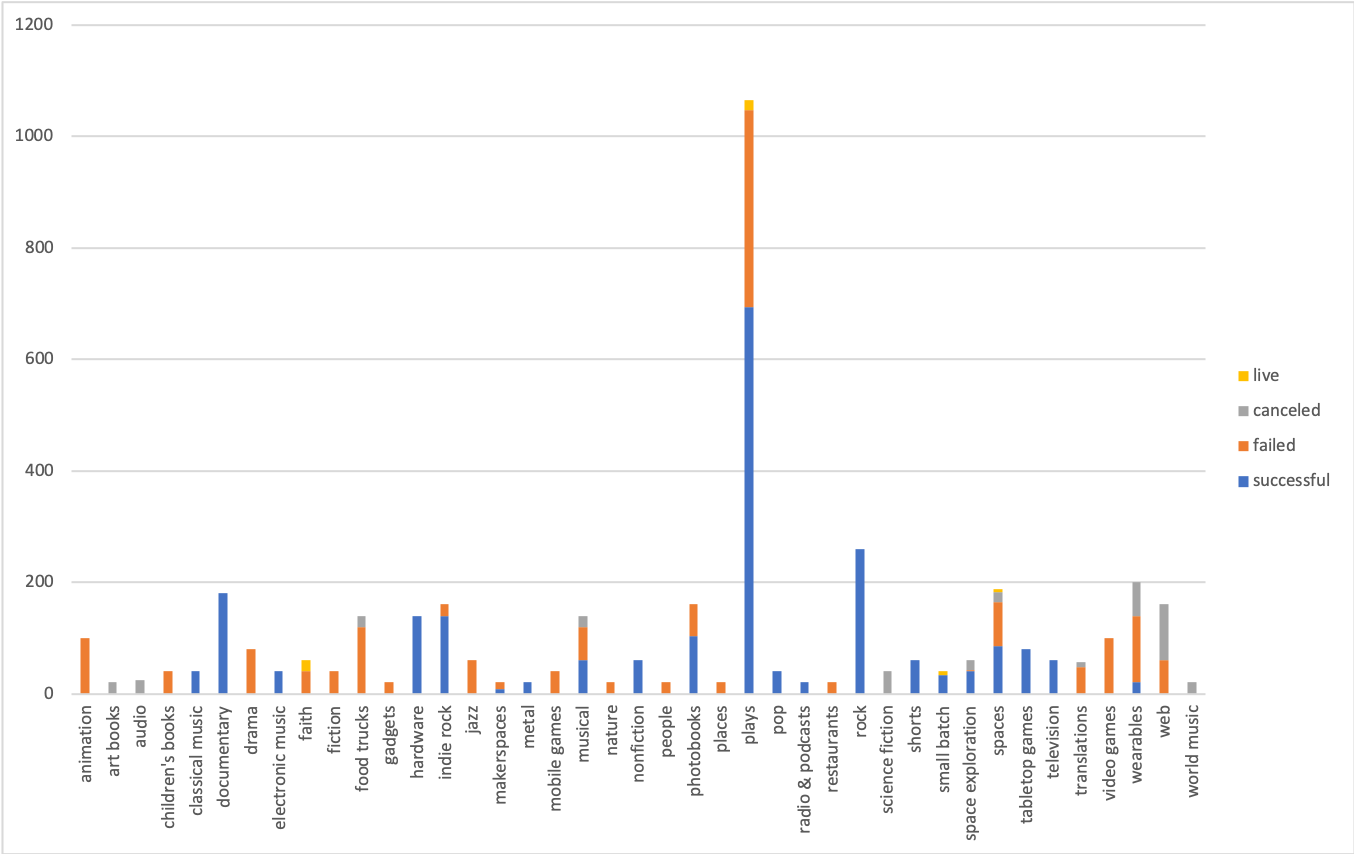 1200
1000
800
600
400
200
0
animation
art books
audio
children's books
classical music
documentary
drama
electronic music
faith
fiction
food trucks
gadgets
hardware
indie rock
jazz
makerspaces
metal
mobile games
musical
nature
nonfiction
people
photobooks
places
plays
pop
radio & podcasts
restaurants
rock
science fiction
shorts
small batch
space exploration
spaces
tabletop games
television
translations
video games
wearables
web
world music
live
canceled
failed
successful